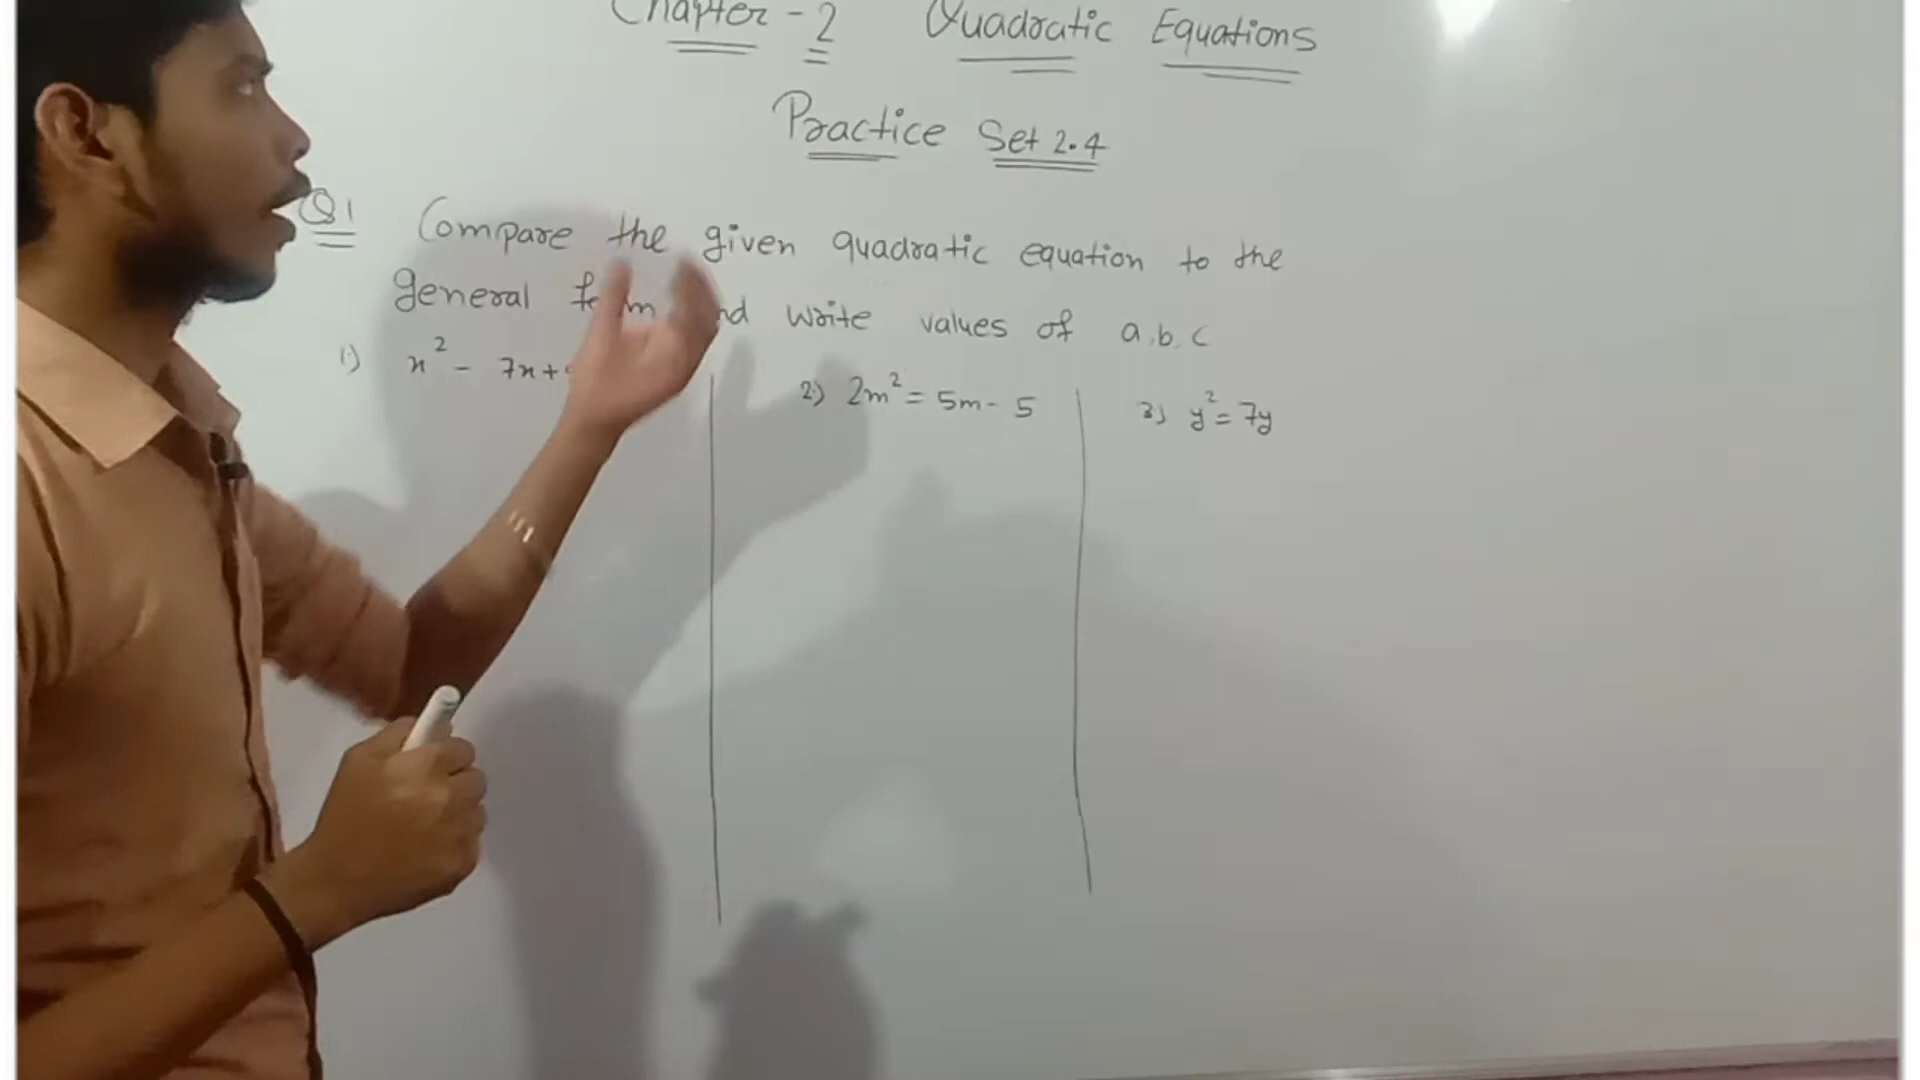 Chapter - 2 Quadratic Equations
Practice Set 2.4
Q1 Compare the given quadratic equation to the
general write values of a, b, c
1) x² - 7x +
2) 2m² = 5m - 5
3) y² = 7y